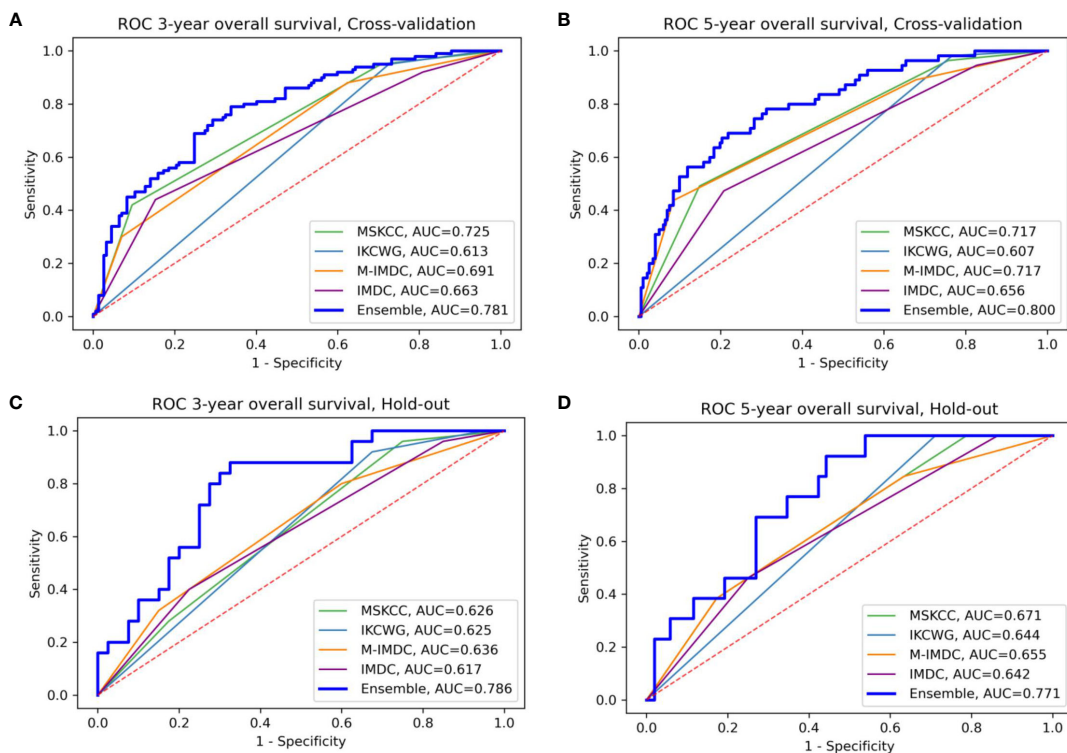 A
ROC 3-year overall survival, Cross-validation
1.0
0.8
0.6
0.4
0.2
0.0
Sensitivity
MSKCC, AUC=0.725
IKCWG, AUC=0.613
M-IMDC, AUC=0.691
IMDC, AUC=0.663
Ensemble, AUC=0.781
0.0 0.2 0.4 0.6 0.8 1.0
1 - Specificity
B
ROC 5-year overall survival, Cross-validation
1.0
0.8
0.6
0.4
0.2
0.0
Sensitivity
MSKCC, AUC=0.717
IKCWG, AUC=0.607
M-IMDC, AUC=0.717
IMDC, AUC=0.656
Ensemble, AUC=0.800
0.0 0.2 0.4 0.6 0.8 1.0
1 - Specificity
C
ROC 3-year overall survival, Hold-out
1.0
0.8
0.6
0.4
0.2
0.0
Sensitivity
MSKCC, AUC=0.626
IKCWG, AUC=0.625
M-IMDC, AUC=0.636
IMDC, AUC=0.617
Ensemble, AUC=0.786
0.0 0.2 0.4 0.6 0.8 1.0
1 - Specificity
D
ROC 5-year overall survival, Hold-out
1.0
0.8
0.6
0.4
0.2
0.0
Sensitivity
MSKCC, AUC=0.671
IKCWG, AUC=0.644
M-IMDC, AUC=0.655
IMDC, AUC=0.642
Ensemble, AUC=0.771
0.0 0.2 0.4 0.6 0.8 1.0
1 - Specificity